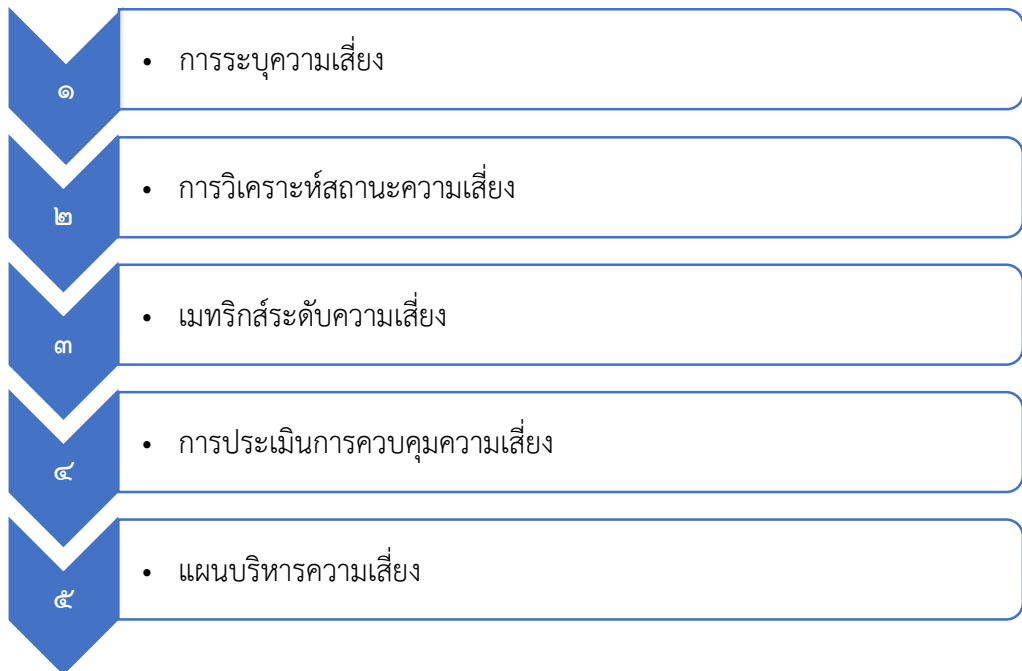 ๑
• การระบุความเสี่ยง
๒
• การวิเคราะห์สถานะความเสี่ยง
๓
• เมทริกส์ระดับความเสี่ยง
๔
• การประเมินการควบคุมความเสี่ยง
๕
• แผนบริหารความเสี่ยง